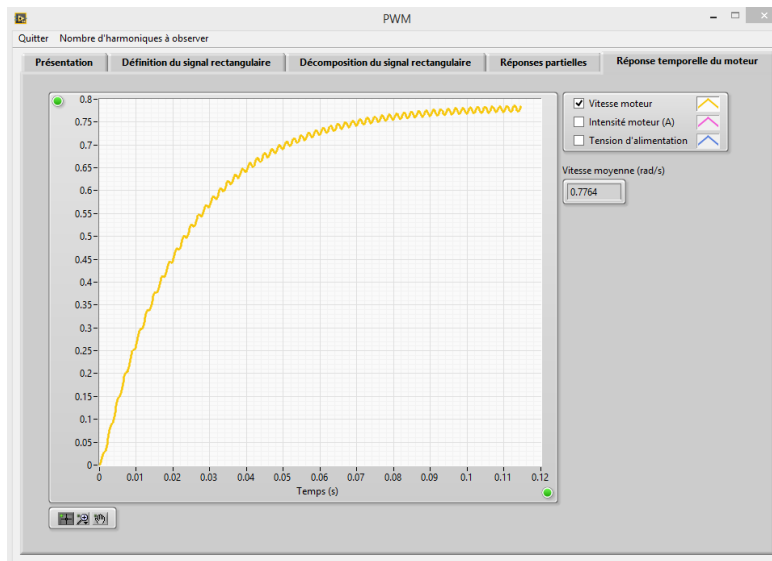 PWM
Quitter Nombre d'harmoniques à observer
Présentation Définition du signal rectangulaire Décomposition du signal rectangulaire Réponses partielles Réponse temporelle du moteur
0.8
0.75
0.7
0.65
0.6
0.55
0.5
0.45
0.4
0.35
0.3
0.25
0.2
0.15
0.1
0.05
0
0 0.01 0.02 0.03 0.04 0.05 0.06 0.07 0.08 0.09 0.1 0.11 0.12
Temps (s)
Vitesse moteur
Intensité moteur (A)
Tension d'alimentation
Vitesse moyenne (rad/s)
0.7764